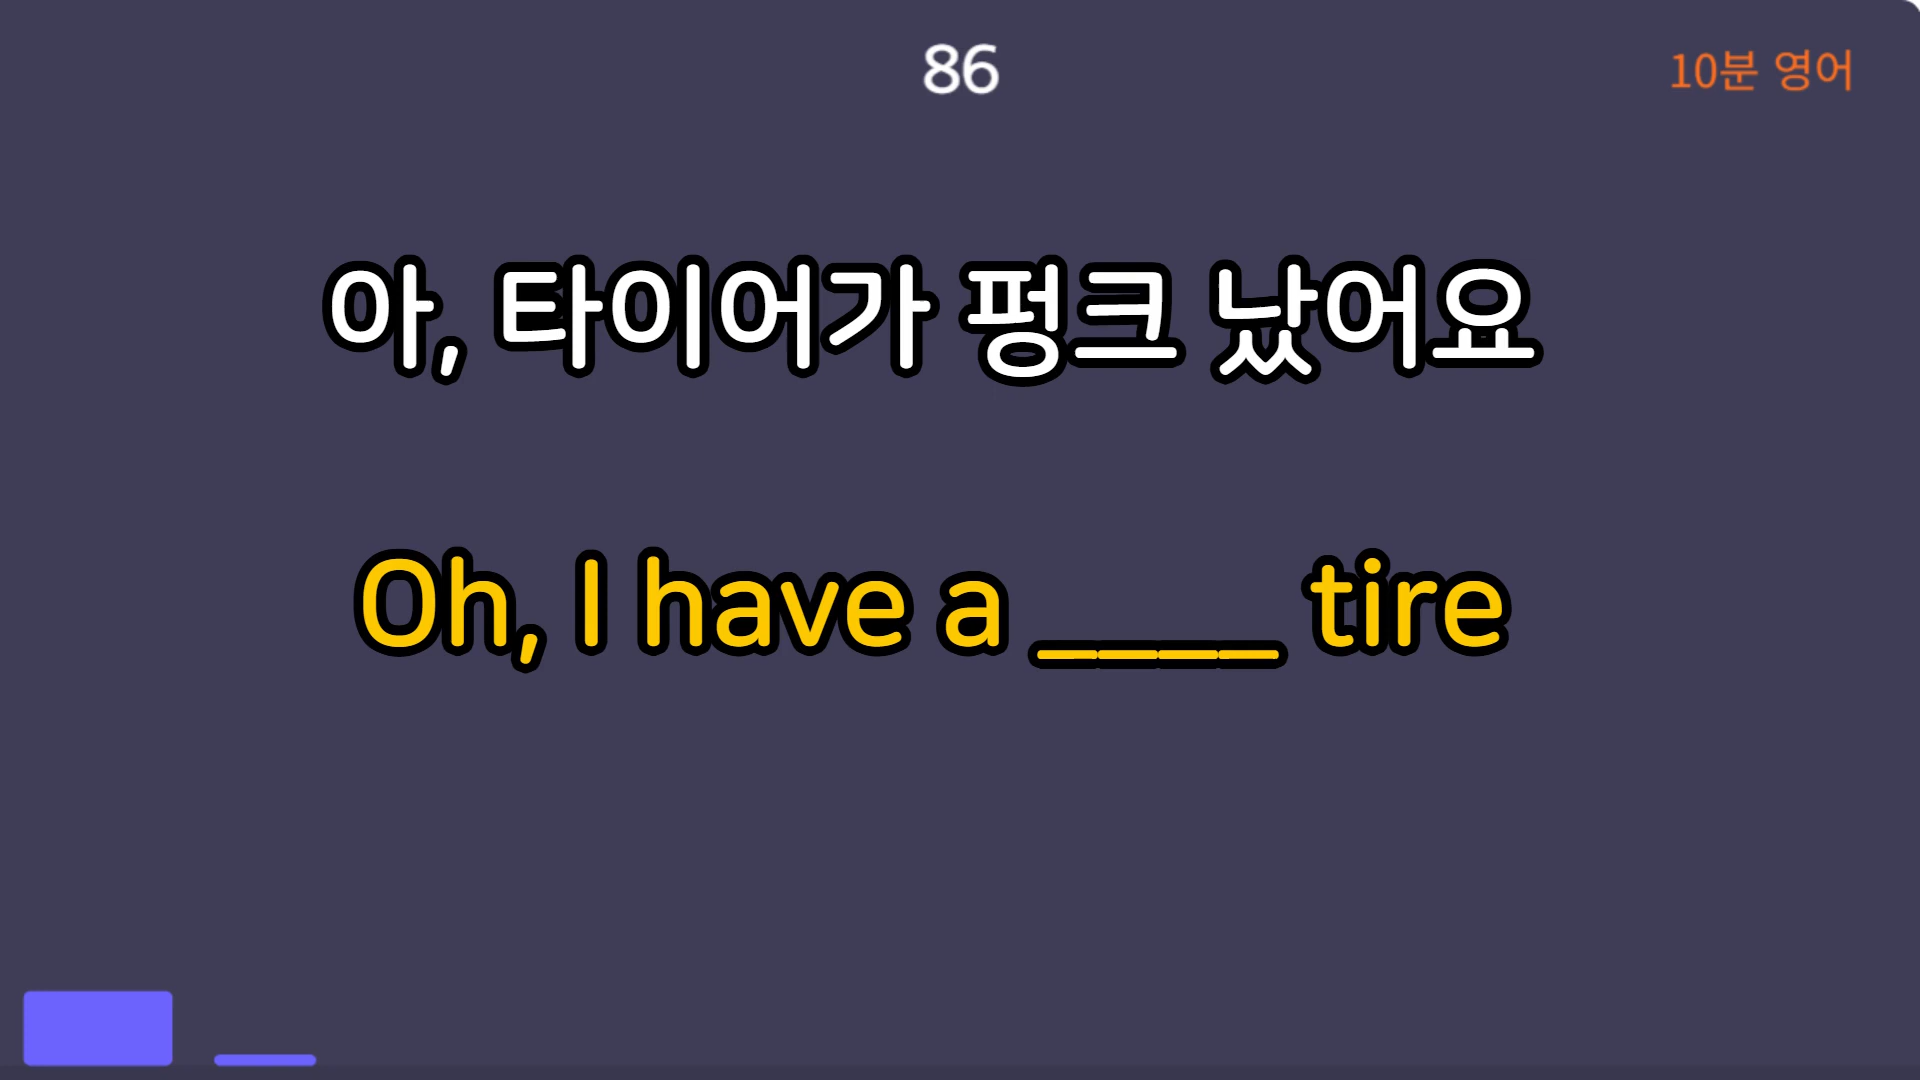 86
10분 영어
아, 타이어가 펑크 났어요
Oh, I have a ____ tire